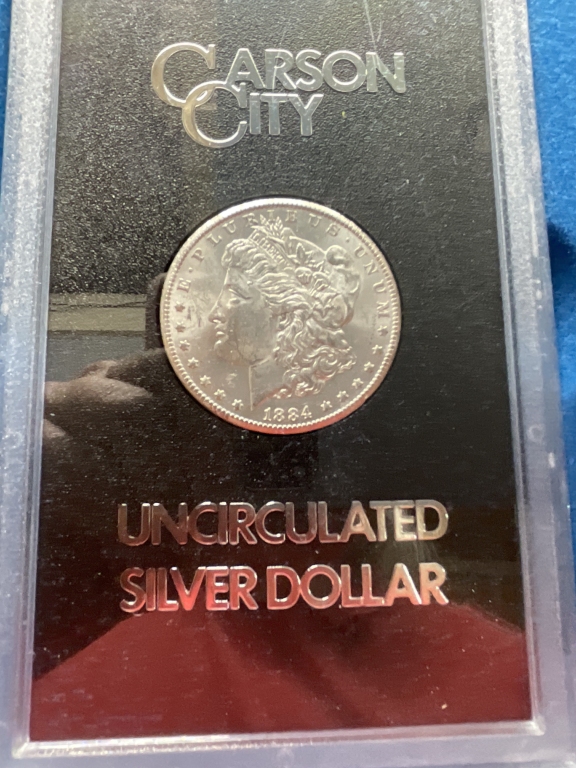 CARSON
CITY
E · PLURIBUS · UNUM
1884
UNCIRCULATED
SILVER DOLLAR